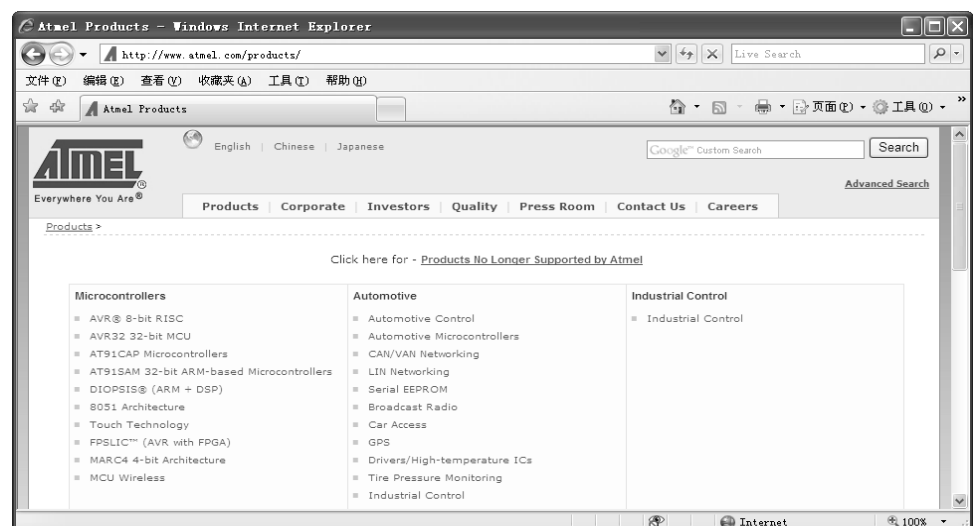 Atmel Products - Windows Internet Explorer
http://www.atmel.com/products/
Live Search
文件(F) 编辑(E) 查看(V) 收藏夹(A) 工具(T) 帮助(H)
Atmel Products
页面(P) 工具(O) »
ATMEL®
Everywhere You Are®
English | Chinese | Japanese
Google™ Custom Search
Search
Advanced Search
Products | Corporate | Investors | Quality | Press Room | Contact Us | Careers
Products >
Click here for - Products No Longer Supported by Atmel
Microcontrollers
AVR® 8-bit RISC
AVR32 32-bit MCU
AT91CAP Microcontrollers
AT91SAM 32-bit ARM-based Microcontrollers
DIOPSIS® (ARM + DSP)
8051 Architecture
Touch Technology
FPSLIC™ (AVR with FPGA)
MARC4 4-bit Architecture
MCU Wireless
Automotive
Automotive Control
Automotive Microcontrollers
CAN/VAN Networking
LIN Networking
Serial EEPROM
Broadcast Radio
Car Access
GPS
Drivers/High-temperature ICs
Tire Pressure Monitoring
Industrial Control
Industrial Control
Industrial Control
Internet
100%